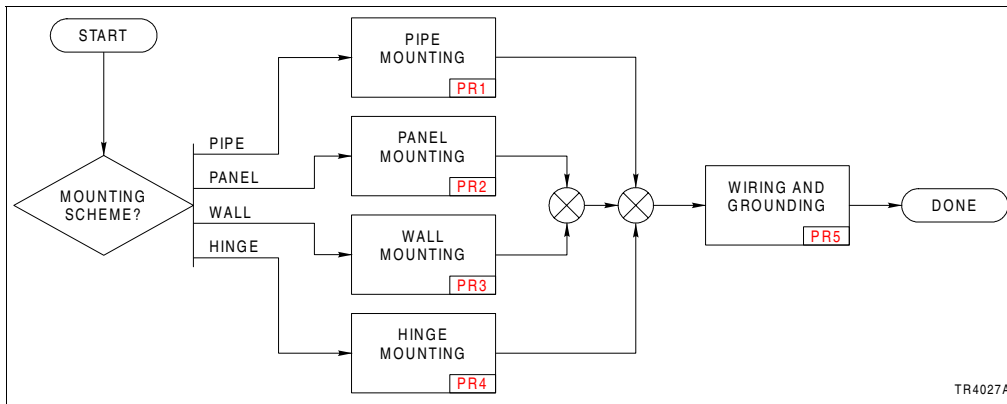 START
MOUNTING
SCHEME?
PIPE
PANEL
WALL
HINGE
PIPE
MOUNTING
PR1
PANEL
MOUNTING
PR2
WALL
MOUNTING
PR3
HINGE
MOUNTING
PR4
WIRING AND
GROUNDING
PR5
DONE
TR4027A